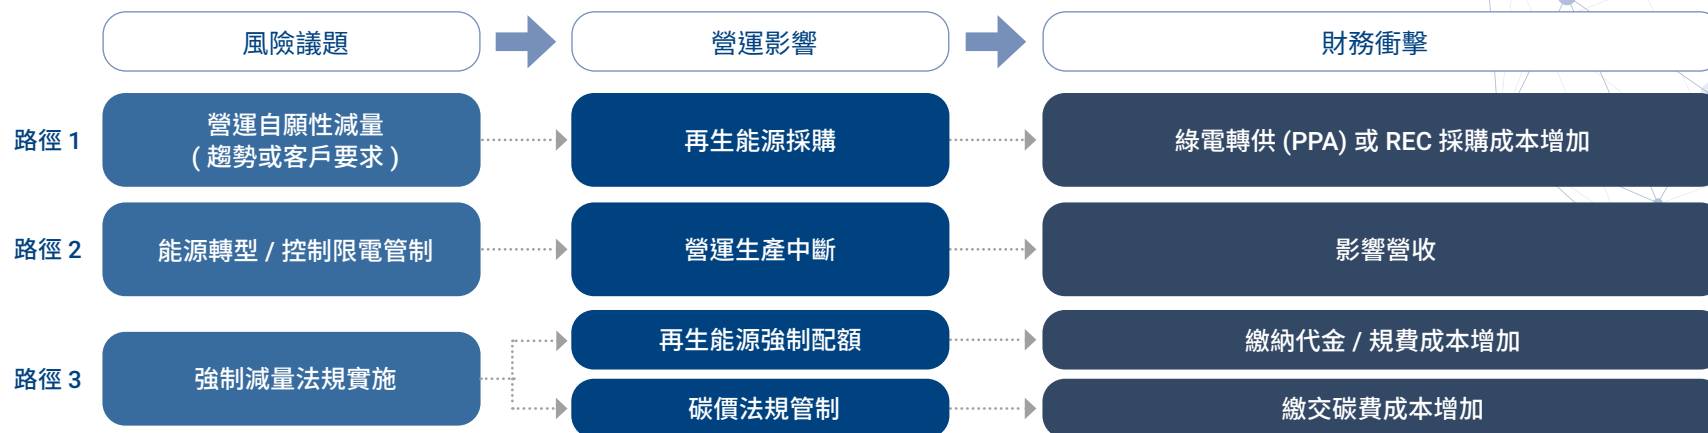 風險議題
營運影響
財務衝擊
路徑 1
營運自願性減量
( 趨勢或客戶要求 )
再生能源採購
綠電轉供 (PPA) 或 REC 採購成本增加
路徑 2
能源轉型 / 控制限電管制
營運生產中斷
影響營收
路徑 3
強制減量法規實施
再生能源強制配額
繳納代金 / 規費成本增加
碳價法規管制
繳交碳費成本增加